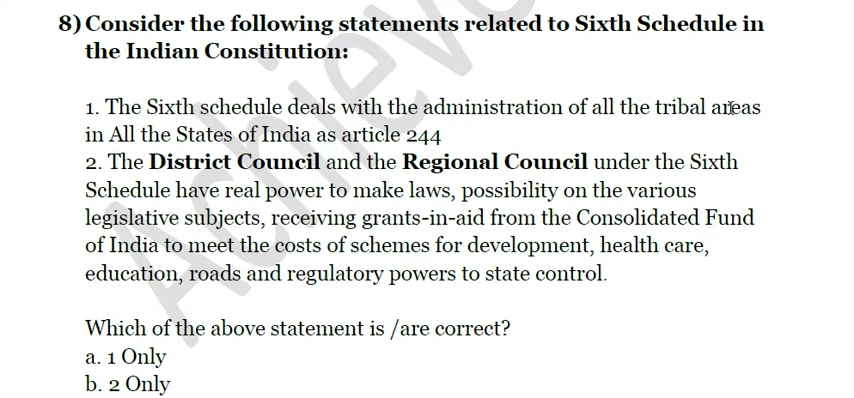 8) Consider the following statements related to Sixth Schedule in
the Indian Constitution:
1. The Sixth schedule deals with the administration of all the tribal areas
in All the States of India as article 244
2. The District Council and the Regional Council under the Sixth
Schedule have real power to make laws, possibility on the various
legislative subjects, receiving grants-in-aid from the Consolidated Fund
of India to meet the costs of schemes for development, health care,
education, roads and regulatory powers to state control.
Which of the above statement is /are correct?
a. 1 Only
b. 2 Only
Achieve